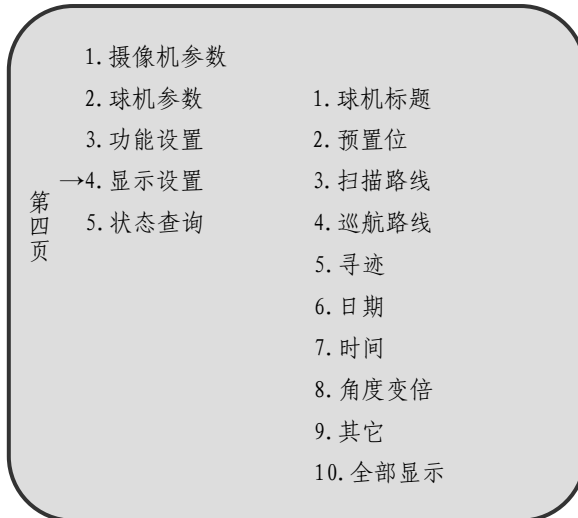 1.摄像机参数
2.球机参数
3.功能设置
→4.显示设置
5.状态查询
第四页
1.球机标题
2.预置位
3.扫描路线
4.巡航路线
5.寻迹
6.日期
7.时间
8.角度变倍
9.其它
10.全部显示